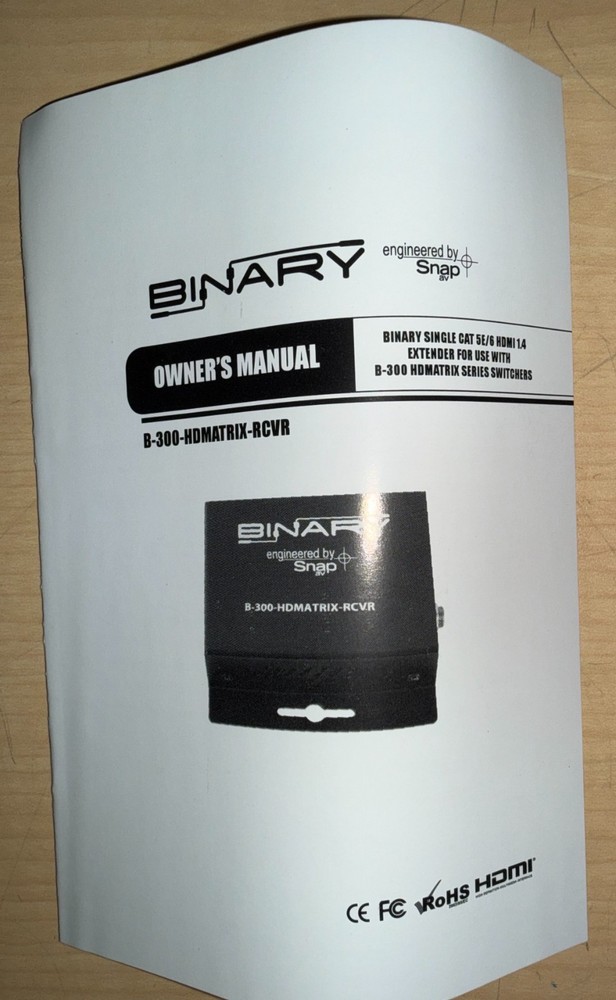 BINARY
engineered by
Snap
av
OWNER'S MANUAL
BINARY SINGLE CAT 5E/6 HDMI 1.4
EXTENDER FOR USE WITH
B-300 HDMATRIX SERIES SWITCHERS
B-300-HDMATRIX-RCVR
BINARY
engineered by
Snap
av
B-300-HDMATRIX-RCVR
CE FC RoHS HDMI